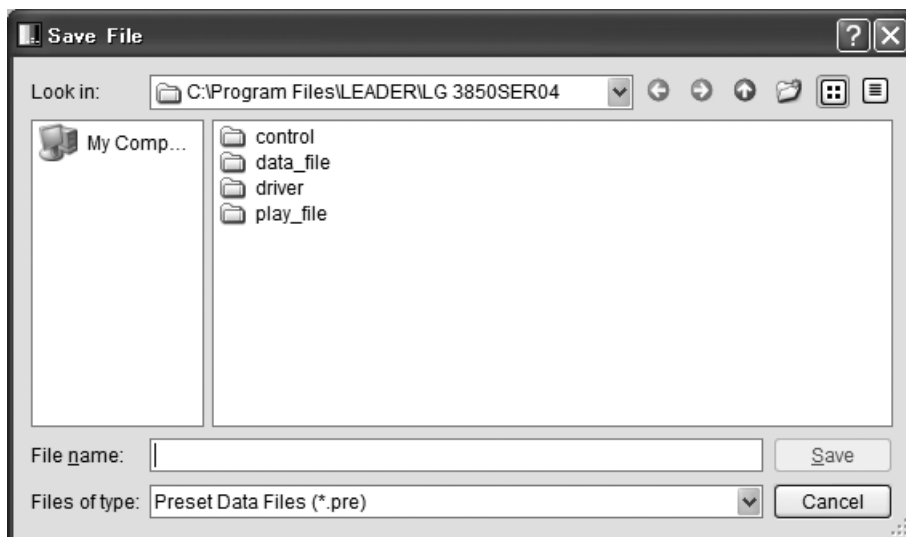 Save File
Look in: C:\Program Files\LEADER\LG 3850SER04
My Comp...
control
data_file
driver
play_file
File name: Save
Files of type: Preset Data Files (*.pre) Cancel